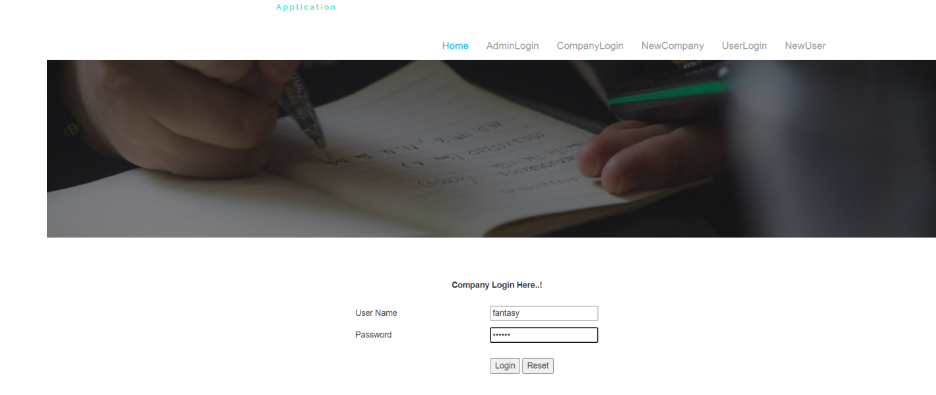 Application
Home AdminLogin CompanyLogin NewCompany UserLogin NewUser
Company Login Here..!
User Name fantasy
Password ······
Login Reset